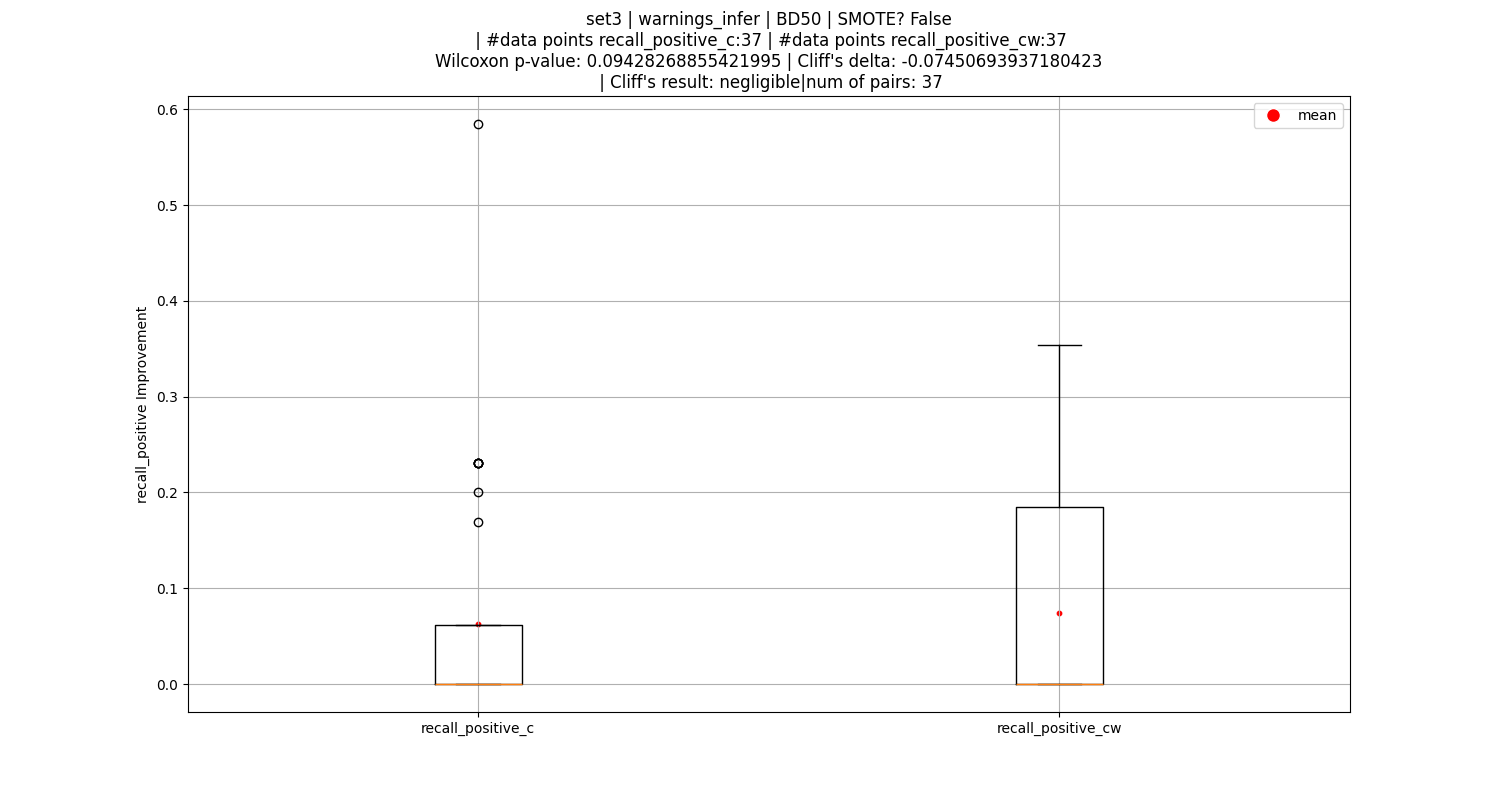 set3 | warnings_infer | BD50 | SMOTE? False
| #data points recall_positive_c:37 | #data points recall_positive_cw:37
Wilcoxon p-value: 0.09428268855421995 | Cliff's delta: -0.07450693937180423
| Cliff's result: negligible|num of pairs: 37
mean
0.6
0.5
0.4
0.3
0.2
0.1
0.0
recall_positive Improvement
recall_positive_c
recall_positive_cw